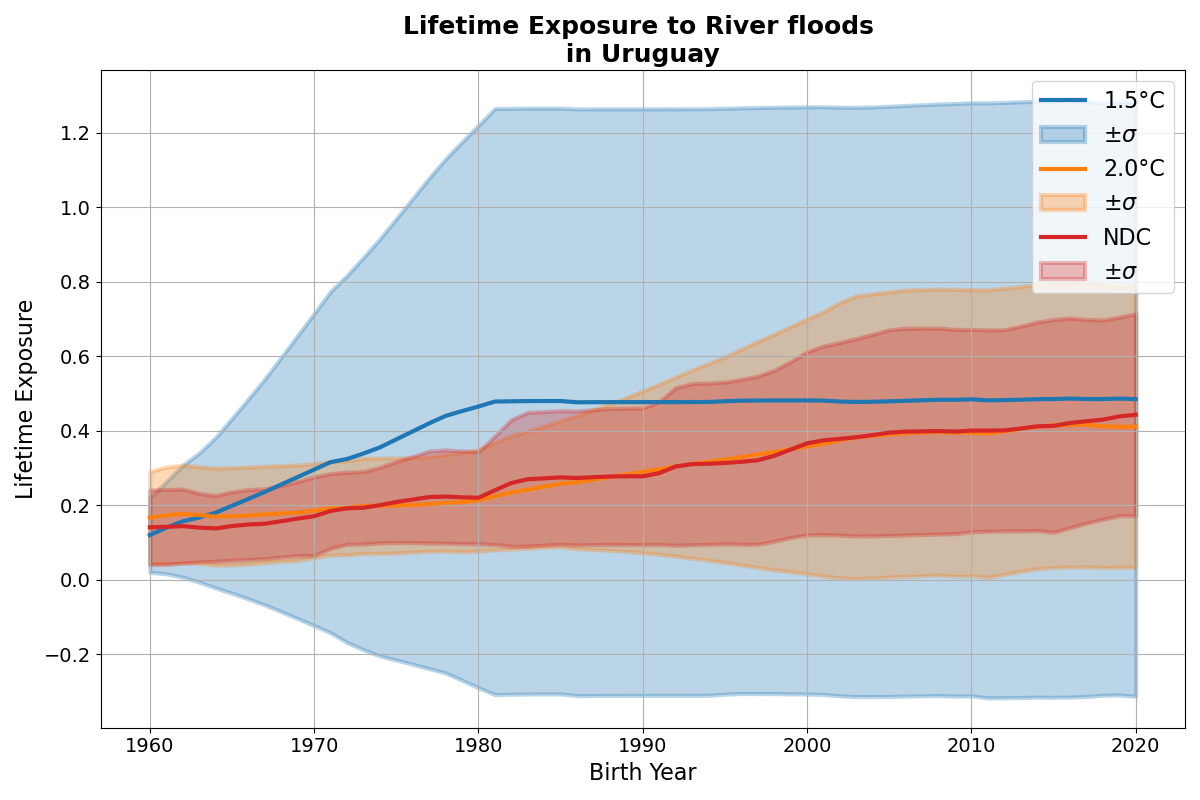 Lifetime Exposure to River floods
in Uruguay
Lifetime Exposure
1.2
1.0
0.8
0.6
0.4
0.2
0.0
−0.2
1960
1970
1980
1990
2000
2010
2020
Birth Year
1.5°C
±σ
2.0°C
±σ
NDC
±σ